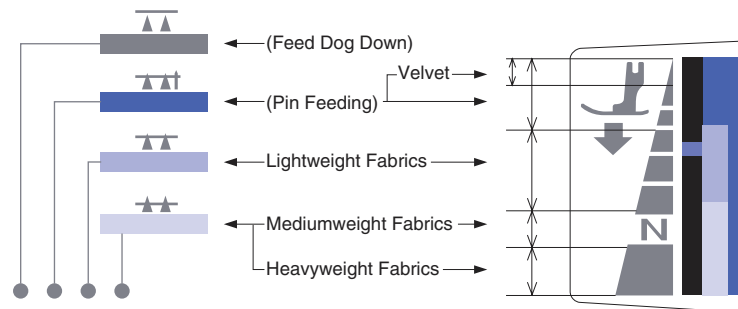 (Feed Dog Down)
Velvet
(Pin Feeding)
Lightweight Fabrics
Mediumweight Fabrics
N
Heavyweight Fabrics